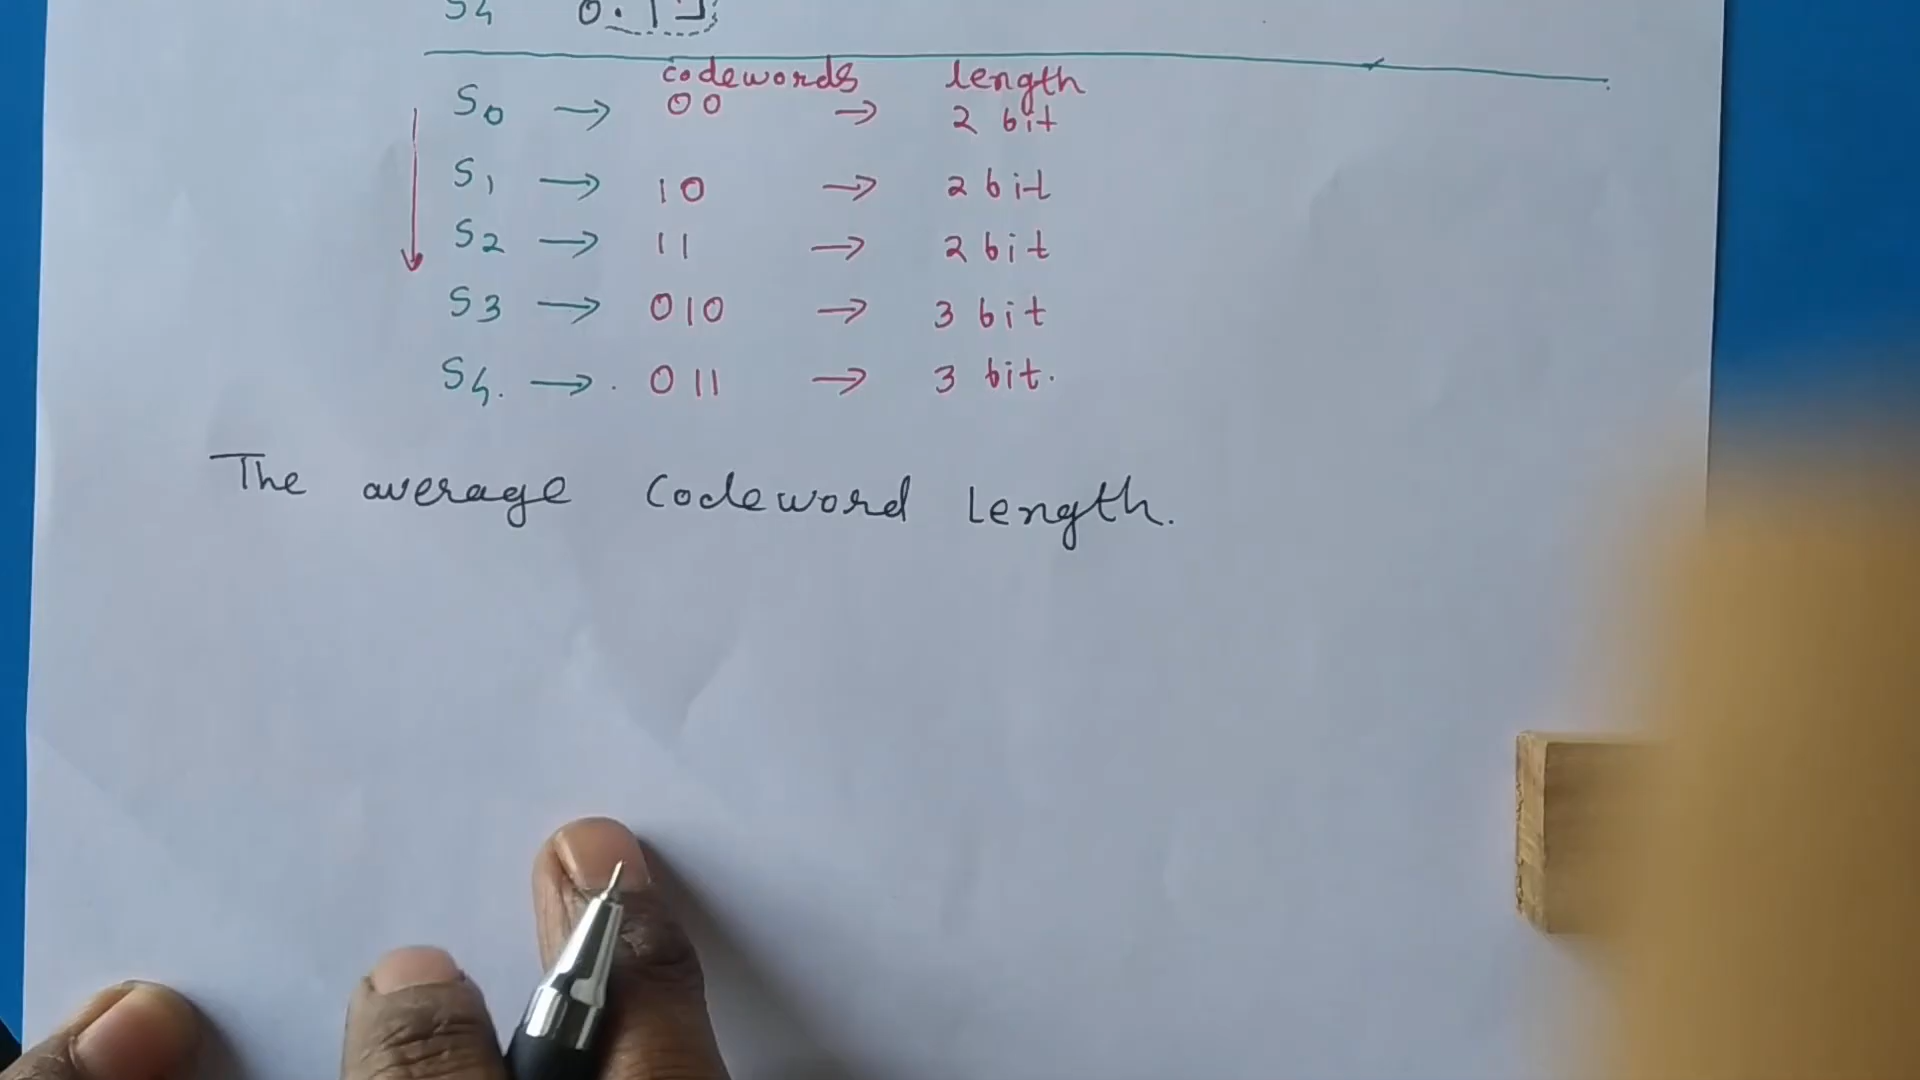 S4
codewords length
S0 → 00 → 2 bit
S1 → 10 → 2 bit
S2 → 11 → 2 bit
S3 → 010 → 3 bit
S4. → . 011 → 3 bit.
The average Codeword Length.